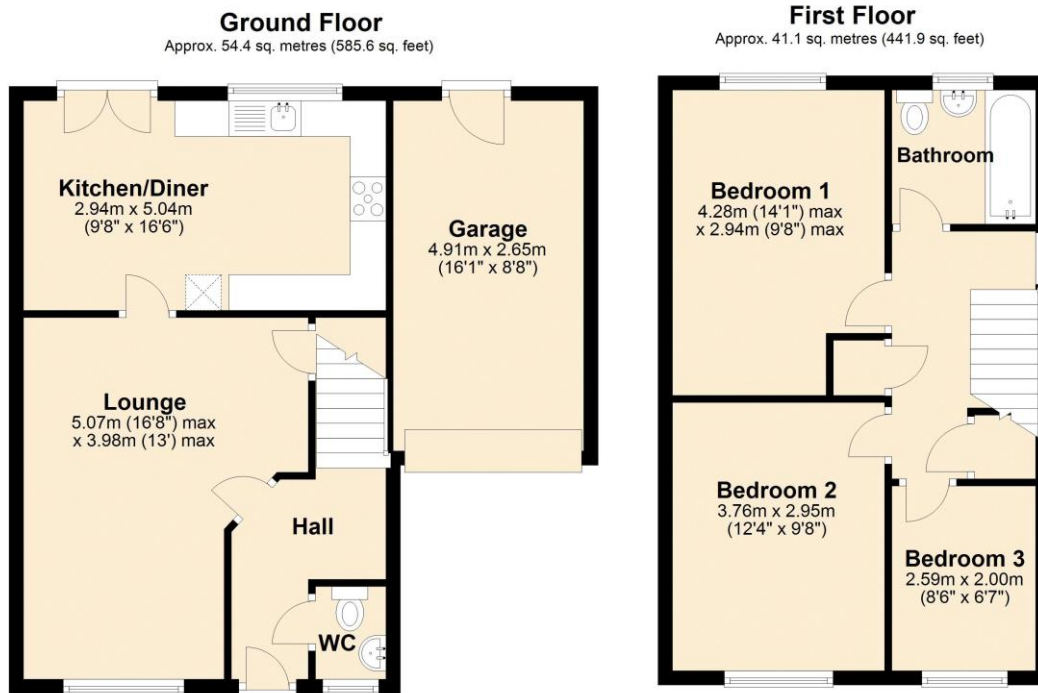 Ground Floor
Approx. 54.4 sq. metres (585.6 sq. feet)
Kitchen/Diner
2.94m x 5.04m
(9'8" x 16'6")
Garage
4.91m x 2.65m
(16'1" x 8'8")
Lounge
5.07m (16'8") max
x 3.98m (13') max
Hall
WC
First Floor
Approx. 41.1 sq. metres (441.9 sq. feet)
Bathroom
Bedroom 1
4.28m (14'1") max
x 2.94m (9'8") max
Bedroom 2
3.76m x 2.95m
(12'4" x 9'8")
Bedroom 3
2.59m x 2.00m
(8'6" x 6'7")